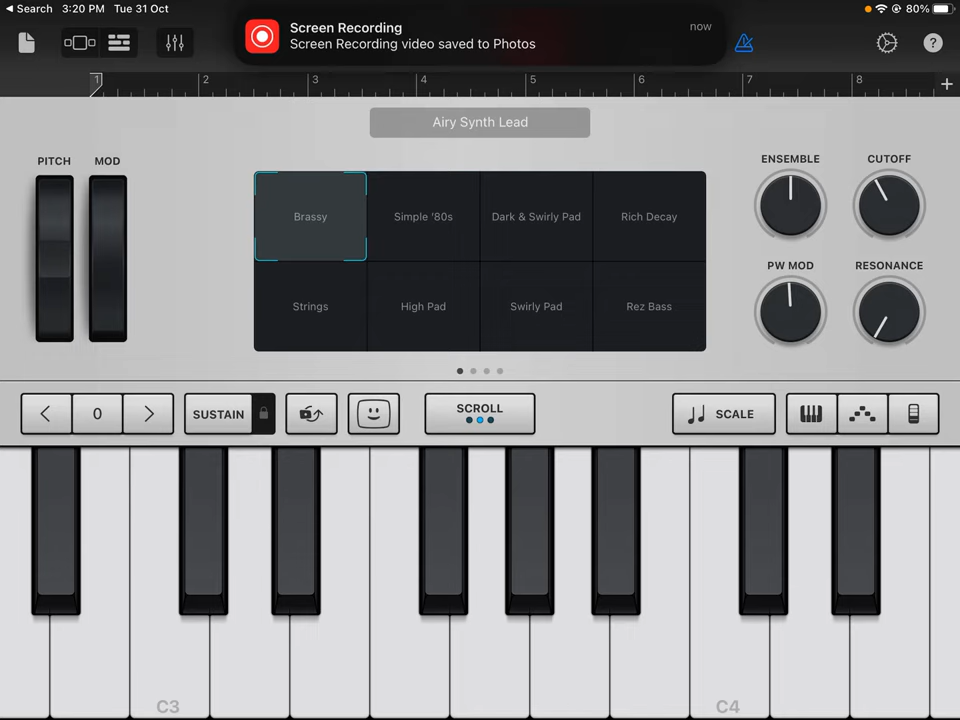 ◀ Search 3:20 PM Tue 31 Oct 80%
Screen Recording now
Screen Recording video saved to Photos
1 2 3 4 5 6 7 8 +
Airy Synth Lead
PITCH MOD
ENSEMBLE CUTOFF
Brassy Simple '80s Dark & Swirly Pad Rich Decay
PW MOD RESONANCE
Strings High Pad Swirly Pad Rez Bass
0 SUSTAIN SCROLL SCALE
C3 C4